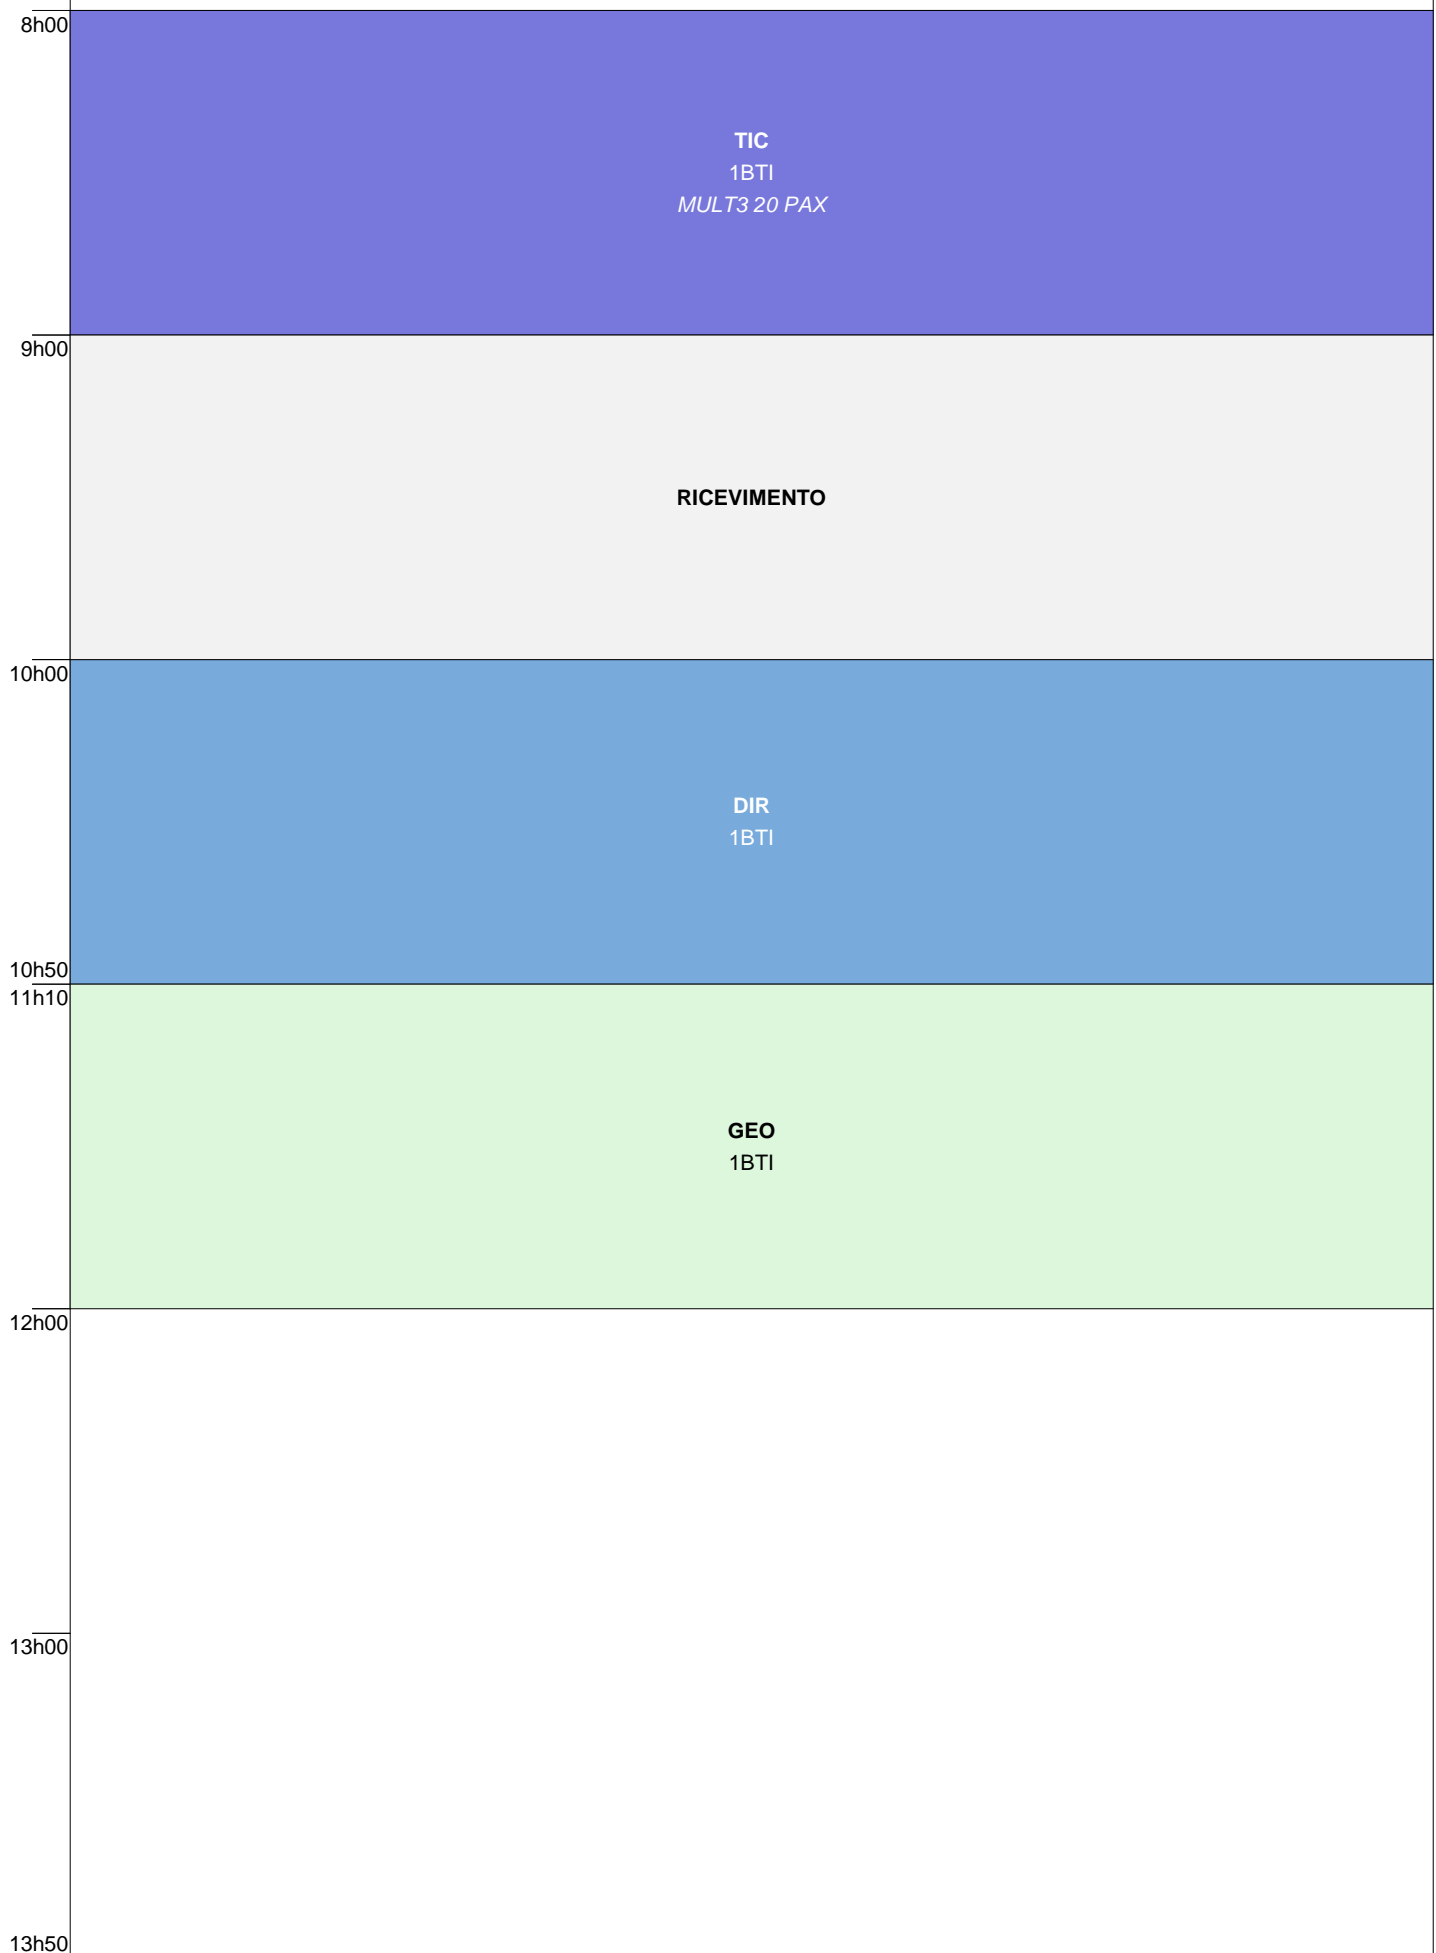 8h00
TIC
1BTI
MULT3 20 PAX
9h00
RICEVIMENTO
10h00
DIR
1BTI
10h50
11h10
GEO
1BTI
12h00
13h00
13h50